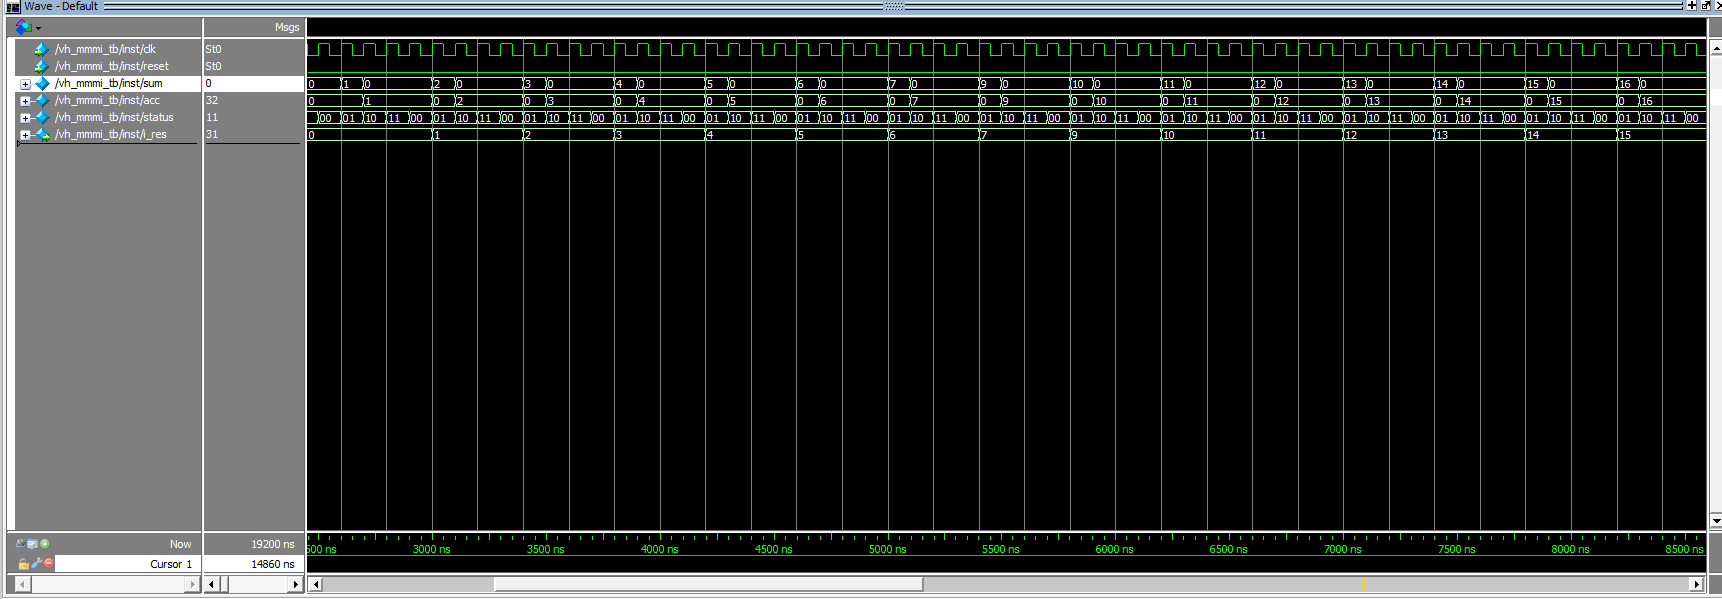 Wave - Default
Msgs
/vh_mmmi_tb/inst/clk St0
/vh_mmmi_tb/inst/reset St0
/vh_mmmi_tb/inst/sum 0 0 1 0 2 0 3 0 4 0 5 0 6 0 7 0 9 0 10 0 11 0 12 0 13 0 14 0 15 0 16 0
/vh_mmmi_tb/inst/acc 32 0 1 0 2 0 3 0 4 0 5 0 6 0 7 0 9 0 10 0 11 0 12 0 13 0 14 0 15 0 16
/vh_mmmi_tb/inst/status 11 00 01 10 11 00 01 10 11 00 01 10 11 00 01 10 11 00 01 10 11 00 01 10 11 00 01 10 11 00 01 10 11 00 01 10 11 00 01 10 11 00 01 10 11 00 01 10 11 00 01 10 11 00 01 10 11 00 01 10 11 00
/vh_mmmi_tb/inst/i_res 31 0 1 2 3 4 5 6 7 9 10 11 12 13 14 15
Now 19200 ns 500 ns 3000 ns 3500 ns 4000 ns 4500 ns 5000 ns 5500 ns 6000 ns 6500 ns 7000 ns 7500 ns 8000 ns 8500 ns
Cursor 1 14860 ns